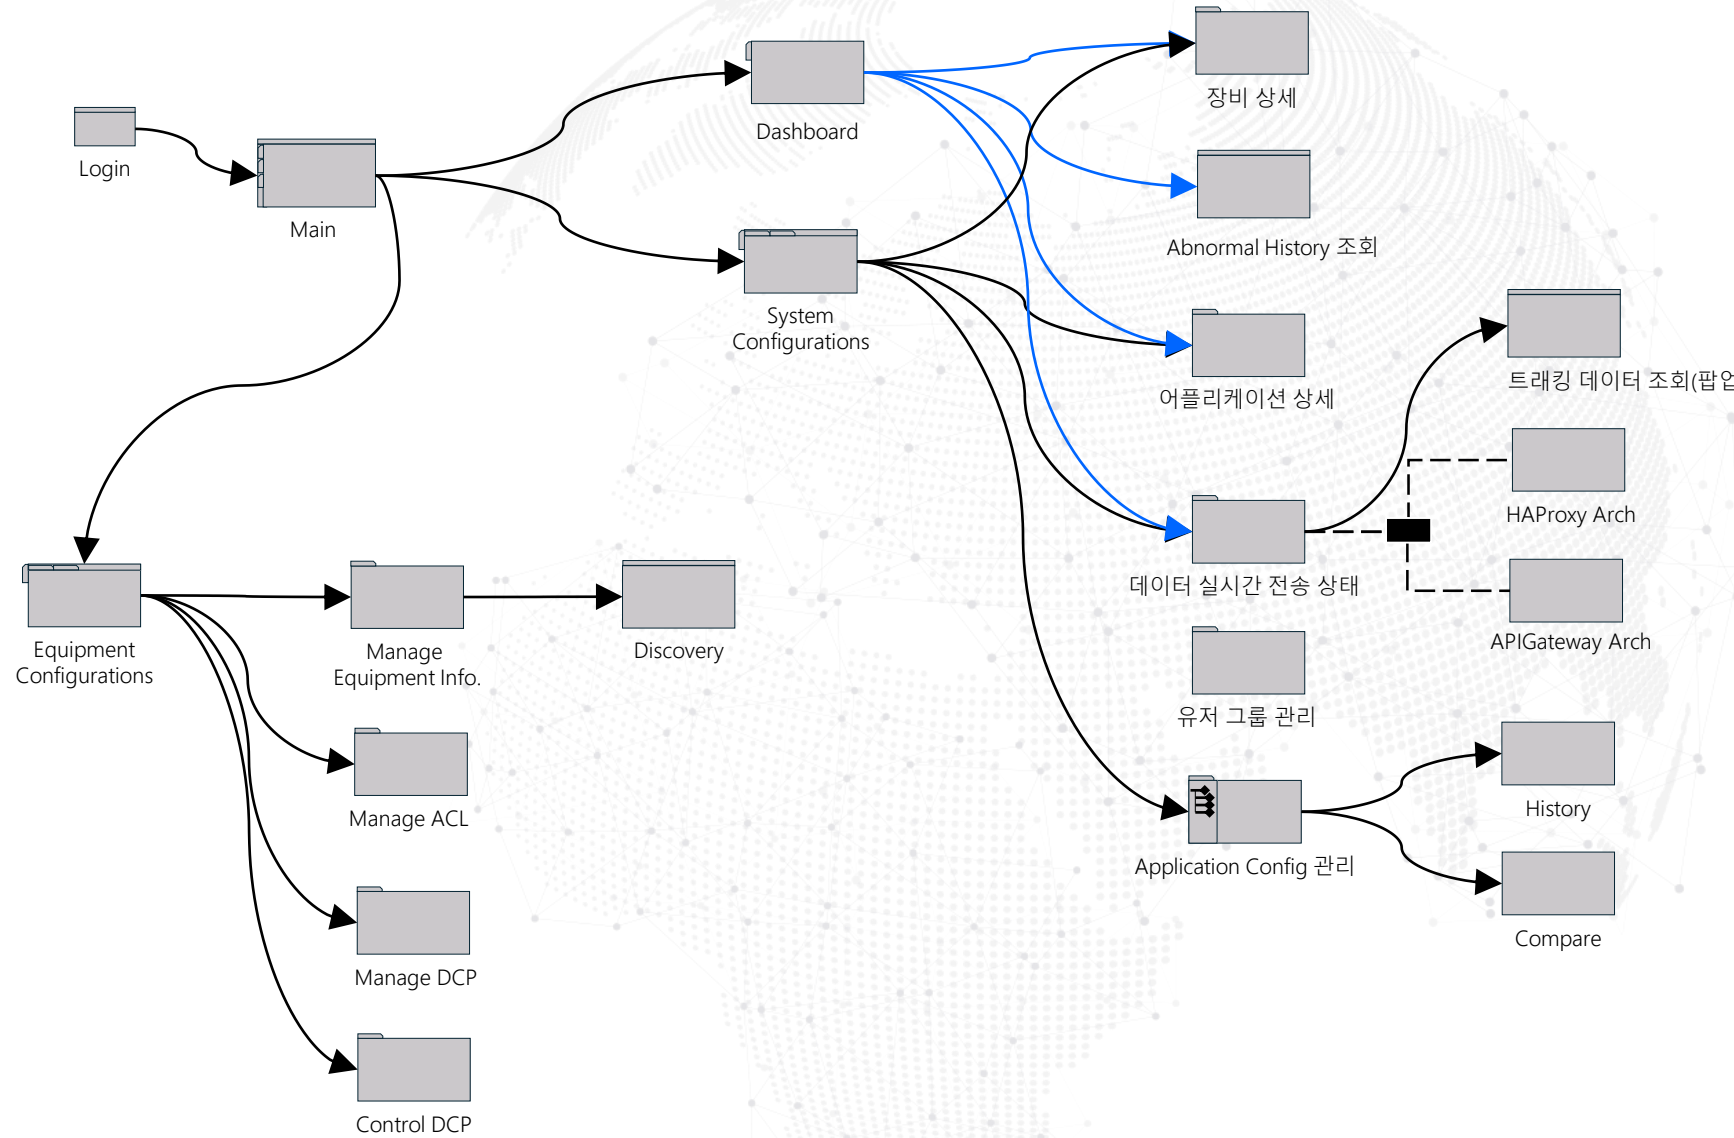 Login
Main
Dashboard
System
Configurations
장비 상세
Abnormal History 조회
어플리케이션 상세
데이터 실시간 전송 상태
유저 그룹 관리
Application Config 관리
트래킹 데이터 조회(팝업
HAProxy Arch
APIGateway Arch
History
Compare
Equipment
Configurations
Manage
Equipment Info.
Discovery
Manage ACL
Manage DCP
Control DCP